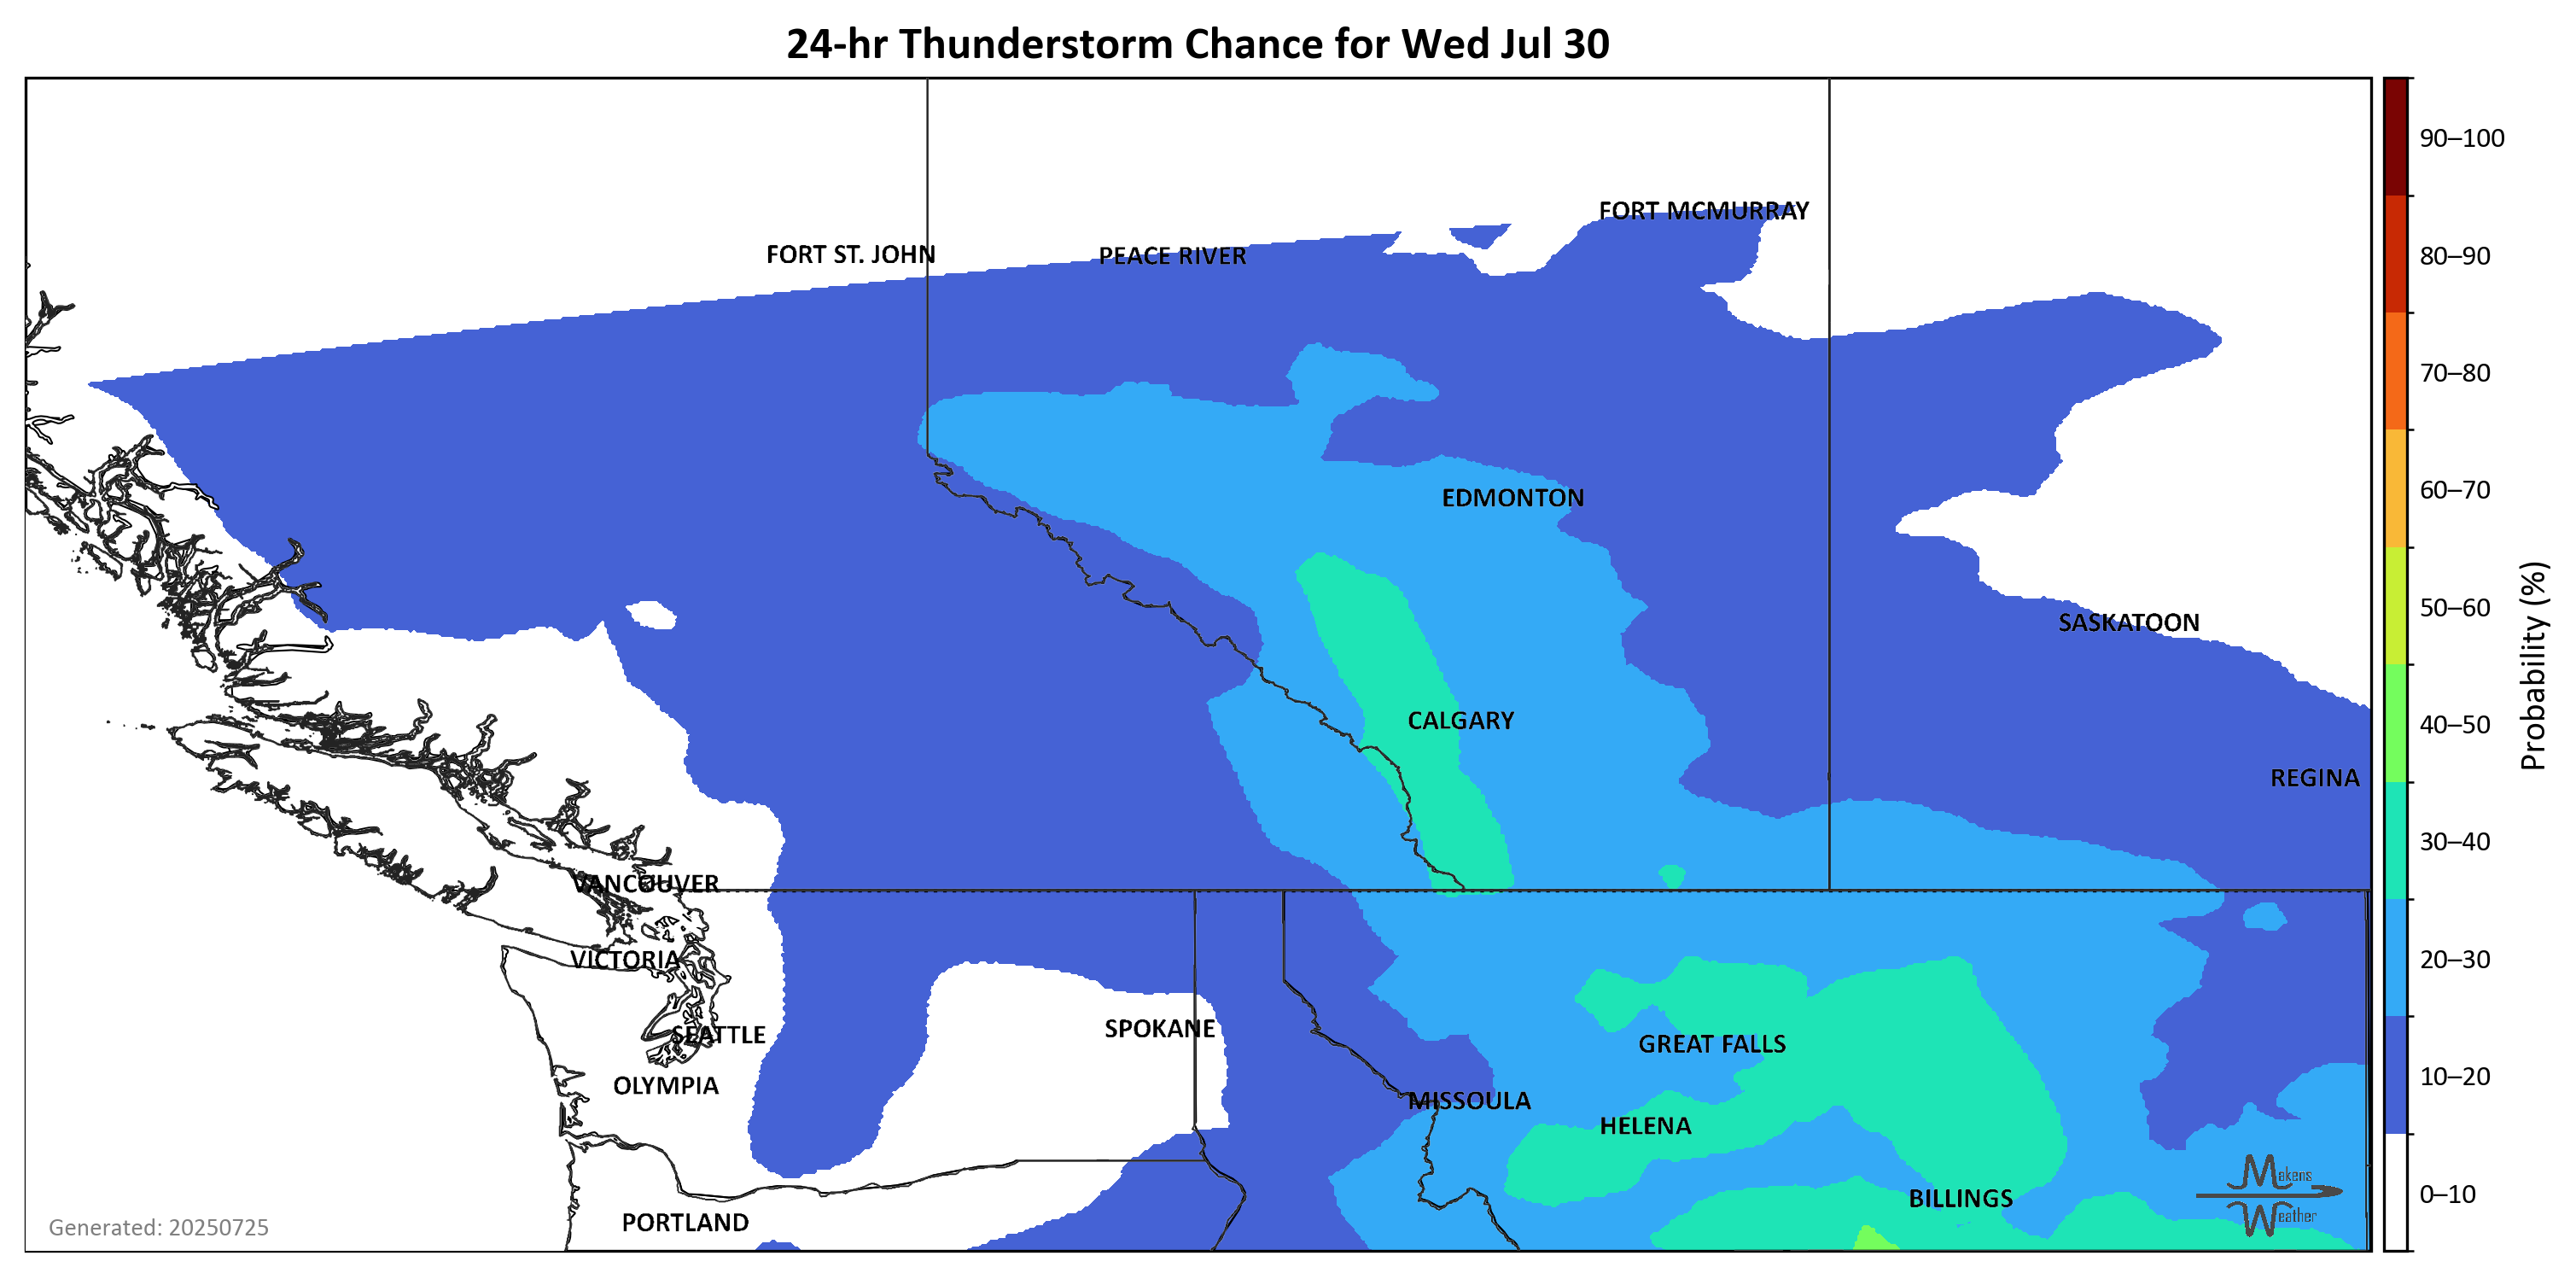 24-hr Thunderstorm Chance for Wed Jul 30
90–100
FORT MCMURRAY
FORT ST. JOHN
PEACE RIVER
80–90
70–80
EDMONTON
60–70
50–60
SASKATOON
Probability (%)
CALGARY
40–50
REGINA
30–40
VANCOUVER
VICTORIA
20–30
SPOKANE
SEATTLE
GREAT FALLS
OLYMPIA
10–20
MISSOULA
HELENA
Makens
Weather
BILLINGS
0–10
PORTLAND
Generated: 20250725